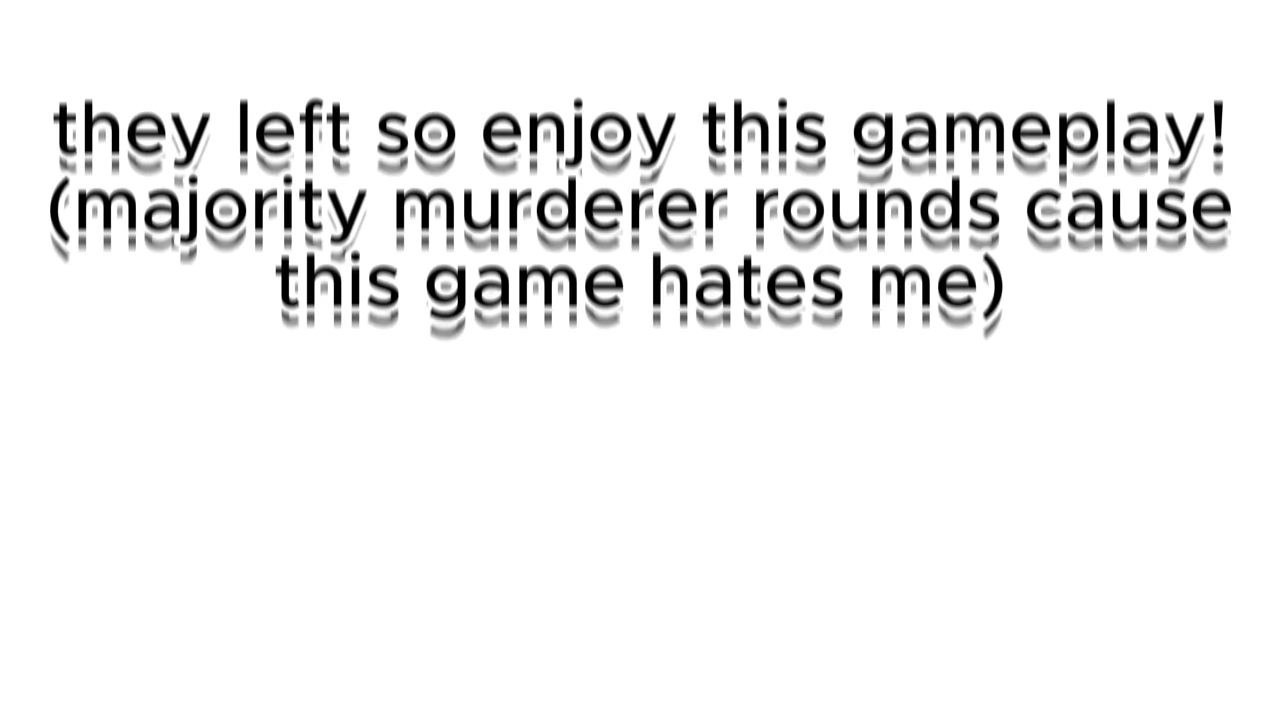 they left so enjoy this gameplay!
(majority murderer rounds cause
this game hates me)